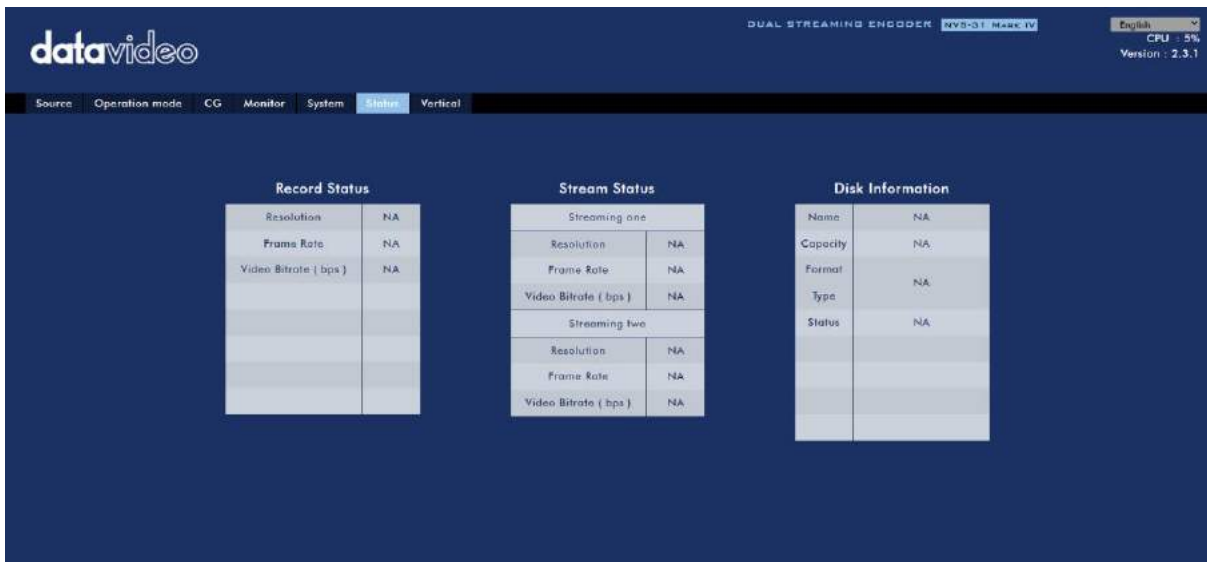 DUAL STREAMING ENCODER NVS-31 Mark IV
English
CPU : 5%
Version : 2.3.1
datavideo
Source Operation mode CG Monitor System Status Vertical
Record Status
Resolution NA
Frame Rate NA
Video Bitrate ( bps ) NA
Stream Status
Streaming one
Resolution NA
Frame Rate NA
Video Bitrate ( bps ) NA
Streaming two
Resolution NA
Frame Rate NA
Video Bitrate ( bps ) NA
Disk Information
Name NA
Capacity NA
Format
Type NA
Status NA